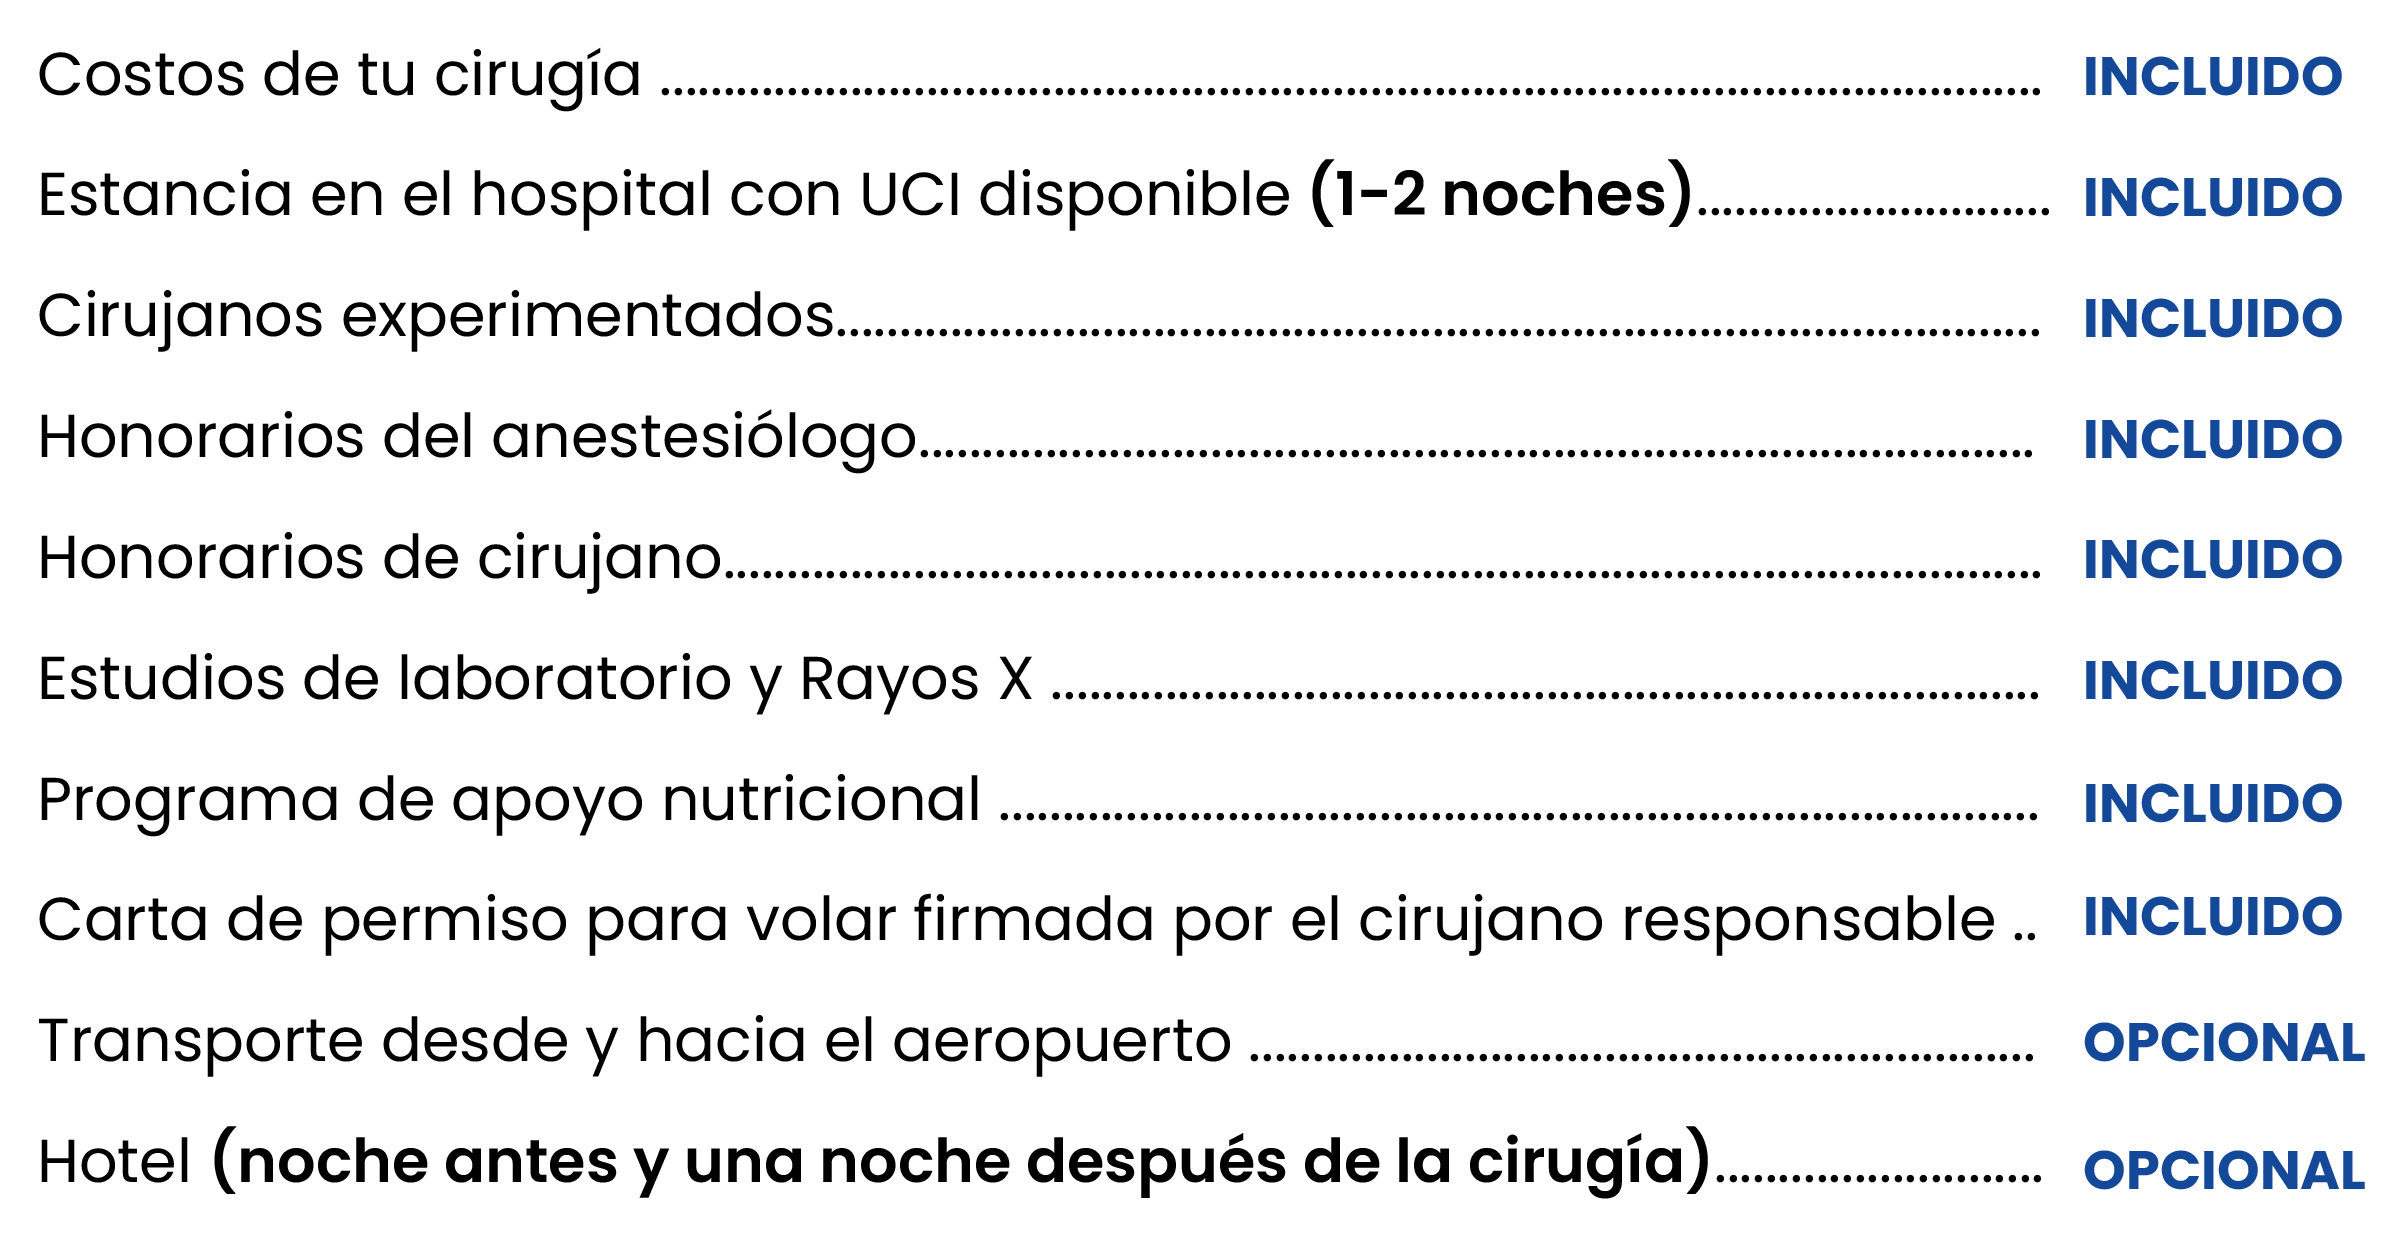 Costos de tu cirugía ............................................................................................................. INCLUIDO
Estancia en el hospital con UCI disponible (1-2 noches)............................ INCLUIDO
Cirujanos experimentados............................................................................................... INCLUIDO
Honorarios del anestesiólogo........................................................................................ INCLUIDO
Honorarios de cirujano........................................................................................................ INCLUIDO
Estudios de laboratorio y Rayos X .............................................................................. INCLUIDO
Programa de apoyo nutricional .................................................................................. INCLUIDO
Carta de permiso para volar firmada por el cirujano responsable .. INCLUIDO
Transporte desde y hacia el aeropuerto .............................................................. OPCIONAL
Hotel (noche antes y una noche después de la cirugía).......................... OPCIONAL